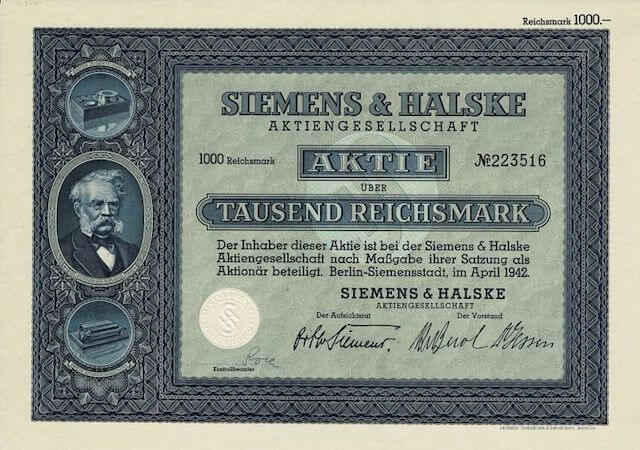 Reichsmark 1000.—
SIEMENS & HALSKE
AKTIENGESELLSCHAFT
1000 Reichsmark
AKTIE
№ 223516
ÜBER
TAUSEND REICHSMARK
Der Inhaber dieser Aktie ist bei der Siemens & Halske
Aktiengesellschaft nach Maßgabe ihrer Satzung als
Aktionär beteiligt. Berlin-Siemensstadt, im April 1942.
SIEMENS & HALSKE
AKTIENGESELLSCHAFT
Der Aufsichtsrat
Der Vorstand
Kontrollbeamter